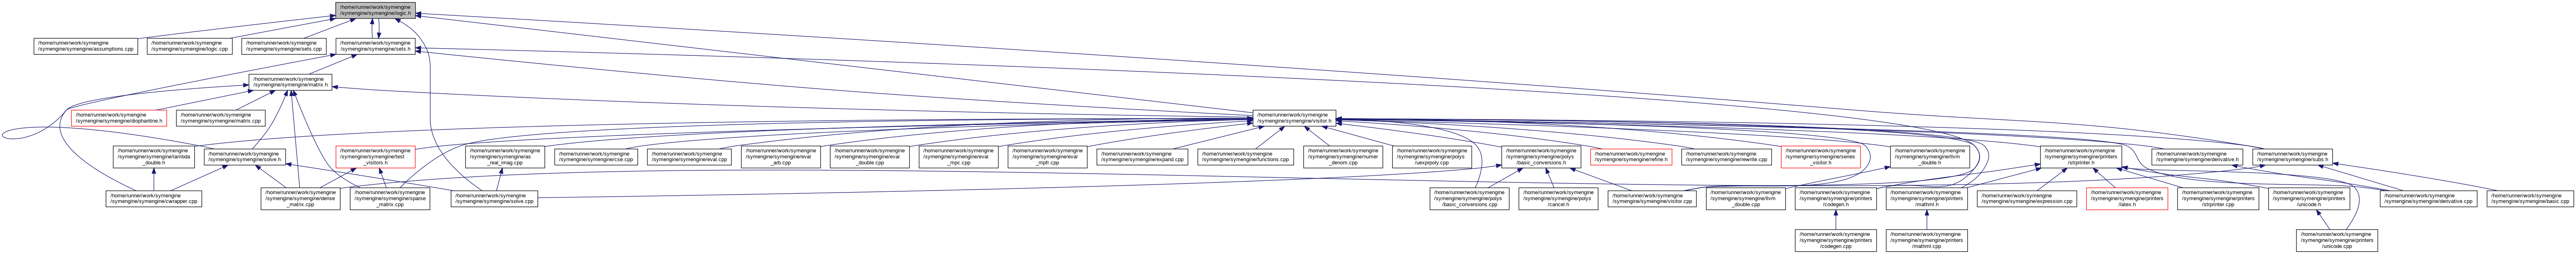 /home/runner/work/symengine
/symengine/symengine/logic.h
/home/runner/work/symengine
/symengine/symengine/assumptions.cpp
/home/runner/work/symengine
/symengine/symengine/logic.cpp
/home/runner/work/symengine
/symengine/symengine/sets.cpp
/home/runner/work/symengine
/symengine/symengine/sets.h
/home/runner/work/symengine
/symengine/symengine/matrix.h
/home/runner/work/symengine
/symengine/symengine/diophantine.h
/home/runner/work/symengine
/symengine/symengine/matrix.cpp
/home/runner/work/symengine
/symengine/symengine/visitor.h
/home/runner/work/symengine
/symengine/symengine/lambda
_double.h
/home/runner/work/symengine
/symengine/symengine/solve.h
/home/runner/work/symengine
/symengine/symengine/test
_visitors.h
/home/runner/work/symengine
/symengine/symengine/as
_real_imag.cpp
/home/runner/work/symengine
/symengine/symengine/cse.cpp
/home/runner/work/symengine
/symengine/symengine/eval.cpp
/home/runner/work/symengine
/symengine/symengine/eval
_arb.cpp
/home/runner/work/symengine
/symengine/symengine/eval
_double.cpp
/home/runner/work/symengine
/symengine/symengine/eval
_mpc.cpp
/home/runner/work/symengine
/symengine/symengine/eval
_mpfr.cpp
/home/runner/work/symengine
/symengine/symengine/expand.cpp
/home/runner/work/symengine
/symengine/symengine/functions.cpp
/home/runner/work/symengine
/symengine/symengine/numer
_denom.cpp
/home/runner/work/symengine
/symengine/symengine/polys
/uexprpoly.cpp
/home/runner/work/symengine
/symengine/symengine/polys
/basic_conversions.h
/home/runner/work/symengine
/symengine/symengine/refine.h
/home/runner/work/symengine
/symengine/symengine/rewrite.cpp
/home/runner/work/symengine
/symengine/symengine/series
_visitor.h
/home/runner/work/symengine
/symengine/symengine/llvm
_double.h
/home/runner/work/symengine
/symengine/symengine/printers
/strprinter.h
/home/runner/work/symengine
/symengine/symengine/derivative.h
/home/runner/work/symengine
/symengine/symengine/subs.h
/home/runner/work/symengine
/symengine/symengine/cwrapper.cpp
/home/runner/work/symengine
/symengine/symengine/dense
_matrix.cpp
/home/runner/work/symengine
/symengine/symengine/sparse
_matrix.cpp
/home/runner/work/symengine
/symengine/symengine/solve.cpp
/home/runner/work/symengine
/symengine/symengine/polys
/basic_conversions.cpp
/home/runner/work/symengine
/symengine/symengine/polys
/cancel.h
/home/runner/work/symengine
/symengine/symengine/visitor.cpp
/home/runner/work/symengine
/symengine/symengine/llvm
_double.cpp
/home/runner/work/symengine
/symengine/symengine/printers
/codegen.h
/home/runner/work/symengine
/symengine/symengine/printers
/mathml.h
/home/runner/work/symengine
/symengine/symengine/expression.cpp
/home/runner/work/symengine
/symengine/symengine/printers
/latex.h
/home/runner/work/symengine
/symengine/symengine/printers
/strprinter.cpp
/home/runner/work/symengine
/symengine/symengine/printers
/unicode.h
/home/runner/work/symengine
/symengine/symengine/derivative.cpp
/home/runner/work/symengine
/symengine/symengine/basic.cpp
/home/runner/work/symengine
/symengine/symengine/printers
/codegen.cpp
/home/runner/work/symengine
/symengine/symengine/printers
/mathml.cpp
/home/runner/work/symengine
/symengine/symengine/printers
/unicode.cpp